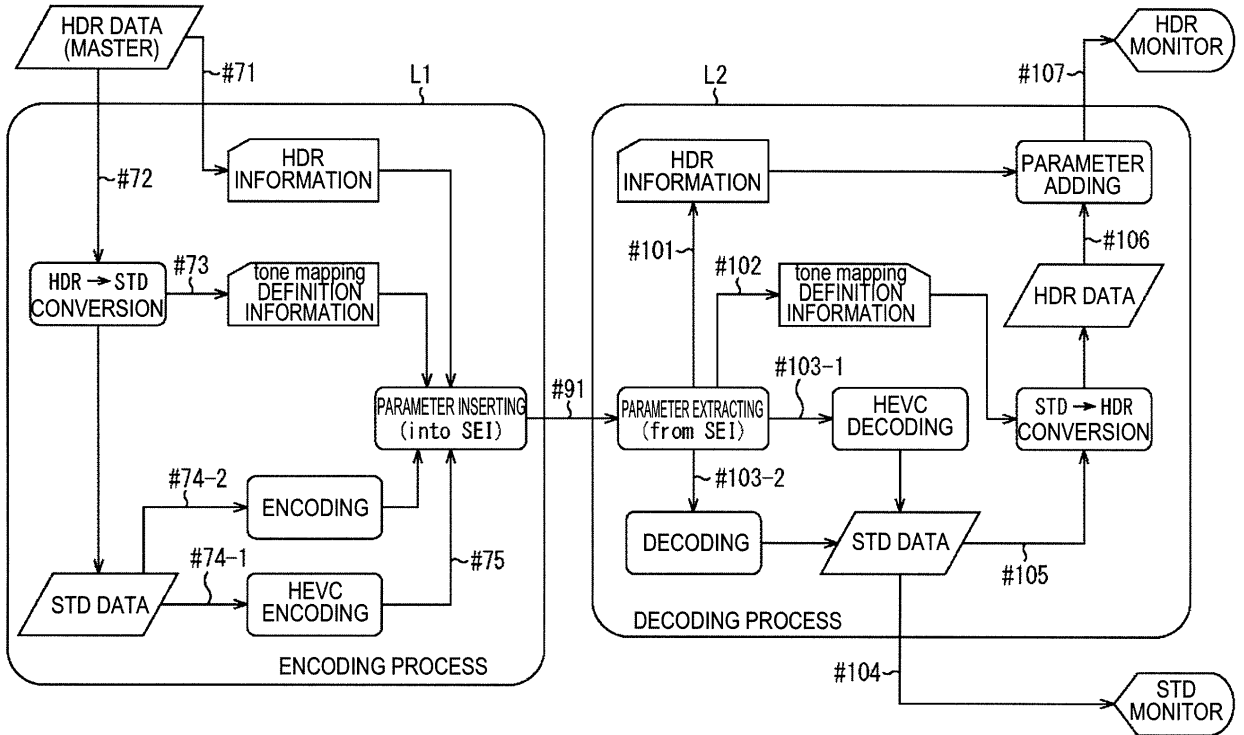 HDR DATA
(MASTER)
#71
L1
#72
HDR
INFORMATION
HDR → STD
CONVERSION
#73
tone mapping
DEFINITION
INFORMATION
PARAMETER INSERTING
(into SEI)
#74-2
ENCODING
#75
#74-1
STD DATA
HEVC
ENCODING
ENCODING PROCESS
#91
L2
HDR
INFORMATION
#101
#102
tone mapping
DEFINITION
INFORMATION
PARAMETER EXTRACTING
(from SEI)
#103-1
HEVC
DECODING
#103-2
DECODING
STD DATA
#105
STD → HDR
CONVERSION
HDR DATA
#106
PARAMETER
ADDING
#107
HDR
MONITOR
DECODING PROCESS
#104
STD
MONITOR